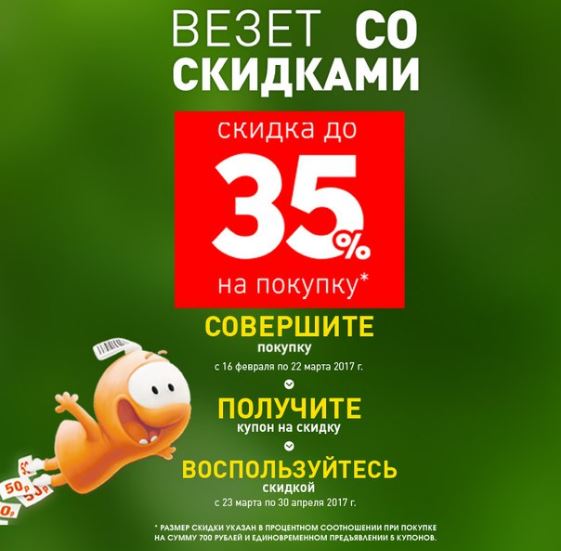 ВЕЗЕТ СО
СКИДКАМИ
скидка до
35%
на покупку*
СОВЕРШИТЕ
покупку
с 16 февраля по 22 марта 2017 г.
ПОЛУЧИТЕ
купон на скидку
ВОСПОЛЬЗУЙТЕСЬ
скидкой
с 23 марта по 30 апреля 2017 г.
50р
* РАЗМЕР СКИДКИ УКАЗАН В ПРОЦЕНТНОМ СООТНОШЕНИИ ПРИ ПОКУПКЕ
НА СУММУ 700 РУБЛЕЙ И ЕДИНОВРЕМЕННОМ ПРЕДЪЯВЛЕНИИ 5 КУПОНОВ.